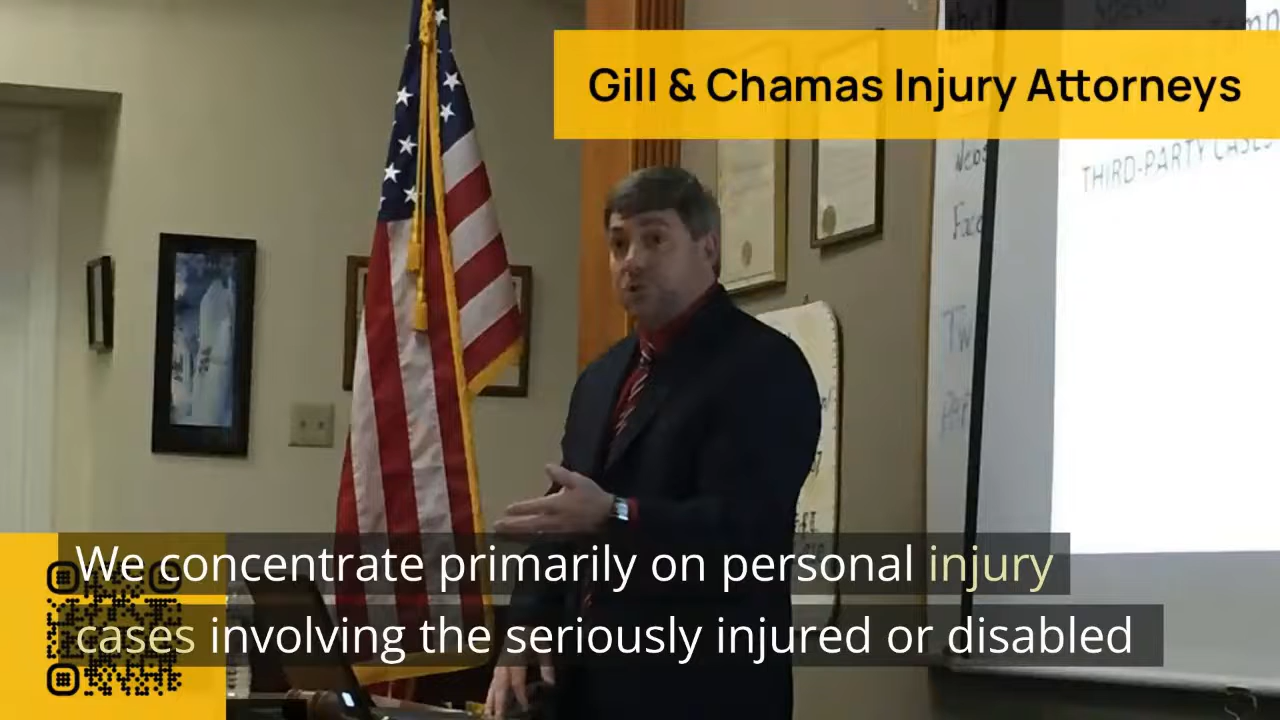 Gill & Chamas Injury Attorneys
THIRD-PARTY CASES
We concentrate primarily on personal injury
cases involving the seriously injured or disabled